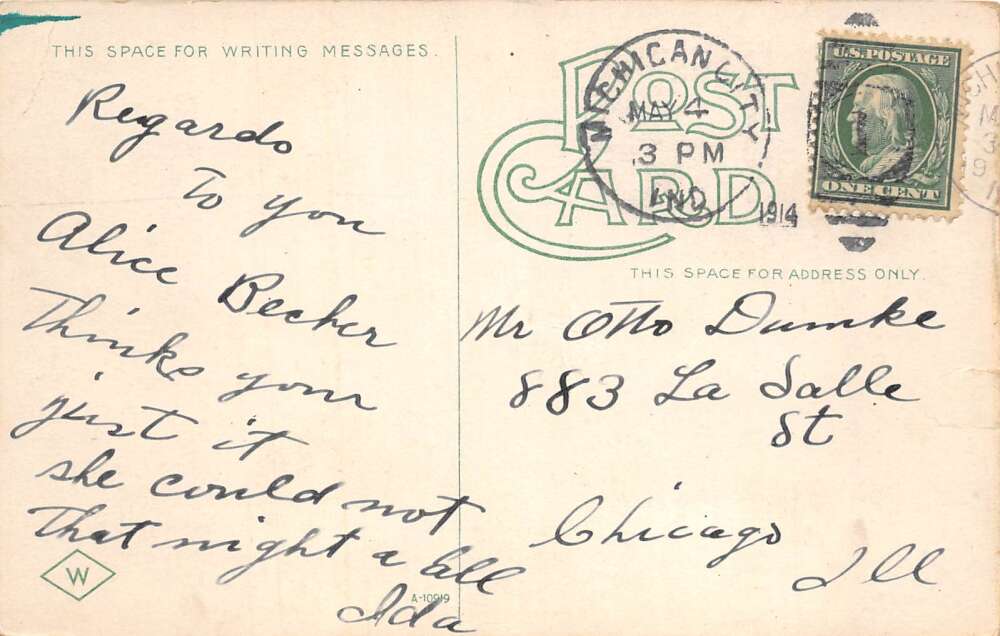 THIS SPACE FOR WRITING MESSAGES.
Regards
To you
Alice Becher
Thinks your
just it
she could not
that night a tall
Ida
W
A-10919
POST
CARD
MICHIGAN CITY
MAY 4
3 PM
IND.
1914
U.S. POSTAGE
ONE CENT
THIS SPACE FOR ADDRESS ONLY.
Mr Otto Dumke
883 La Salle
St
Chicago
Ill